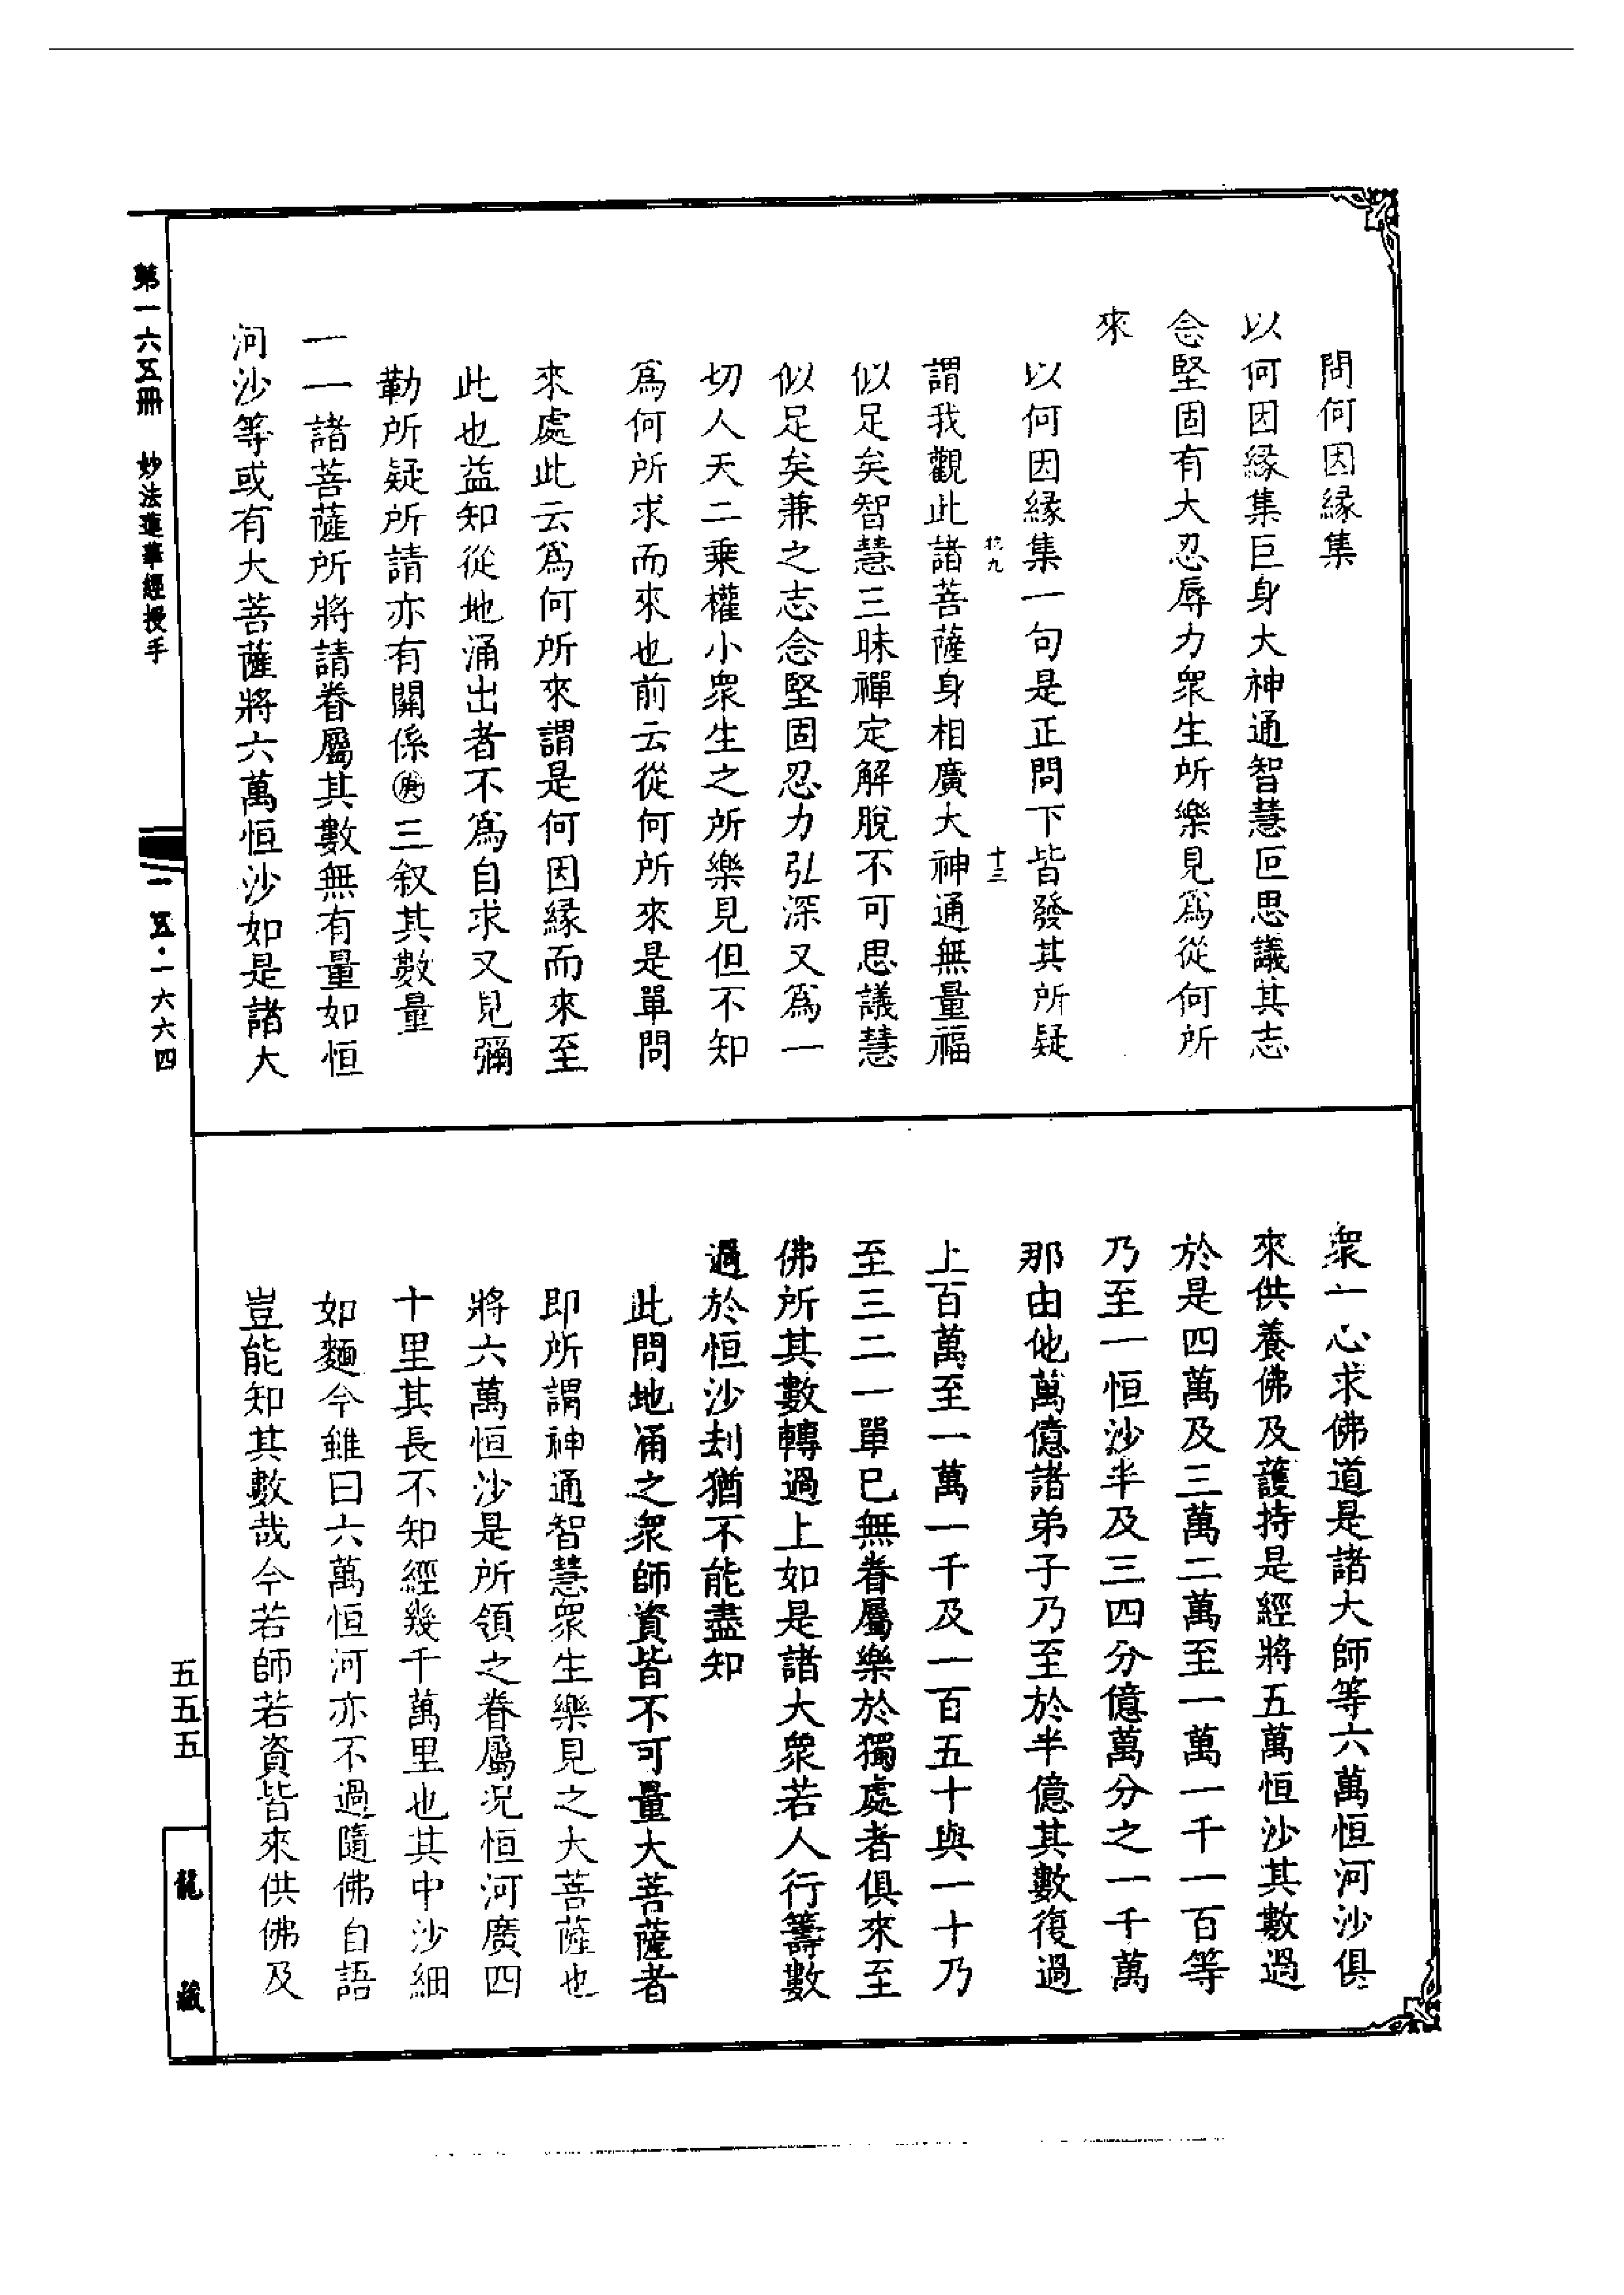 問何因縁集
以何因縁集巨身大神通智慧叵思議其志
念堅固有大忍辱力衆生所樂見爲從何所
來
以何因縁集一句是正問下皆發其所疑
謂我觀此諸菩薩身相廣大神通無量福
似足矣智慧三昧禪定解脫不可思議慧
似足矣兼之志念堅固忍力弘深又爲一
切人天二乗權小衆生之所樂見但不知
爲何所求而來也前云從何所來是單問
來處此云爲何所來謂是何因縁而來至
此也益知從地涌出者不爲自求又見彌
勒所疑所請亦有關係三叙其數量
一一諸菩薩所將請眷屬其數無有量如恒
河沙等或有大菩薩將六萬恒沙如是諸大
衆一心求佛道是諸大師等六萬恒河沙俱
來供養佛及護持是經將五萬恒沙其數過
於是四萬及三萬二萬至一萬一千一百等
乃至一恒沙半及三四分億萬分之一千萬
那由他萬億諸弟子乃至於半億其數復過
上百萬至一萬一千及一百五十與一十乃
至三二一單已無眷屬樂於獨處者俱來至
佛所其數轉過上如是諸大衆若人行籌數
過於恒沙刦猶不能盡知
此問地涌之衆師資皆不可量大菩薩者
即所謂神通智慧衆生樂見之大菩薩也
將六萬恒沙是所領之眷屬况恒河廣四
十里其長不知經幾千萬里也其中沙細
如麵今雖曰六萬恒河亦不過隨佛自語
豈能知其數哉今若師若資皆來供佛及
第一六五冊 妙法蓮華經授手
一五·一六六四
五五五
龍藏
十三